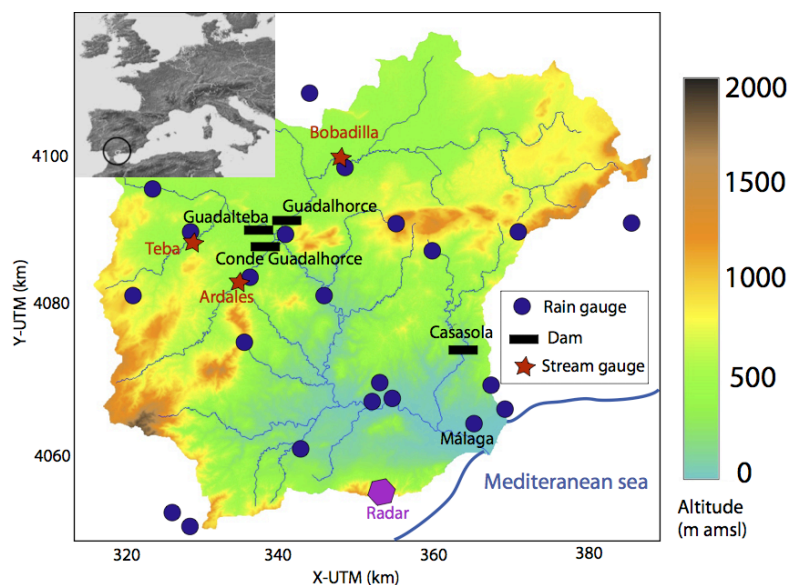 2000
1500
1000
500
0
Altitude
(m amsl)
Y-UTM (km)
4100
4080
4060
320
340
360
380
X-UTM (km)
Bobadilla
Guadalteba
Guadalhorce
Teba
Conde Guadalhorce
Ardales
Casasola
Rain gauge
Dam
Stream gauge
Málaga
Mediteranean sea
Radar